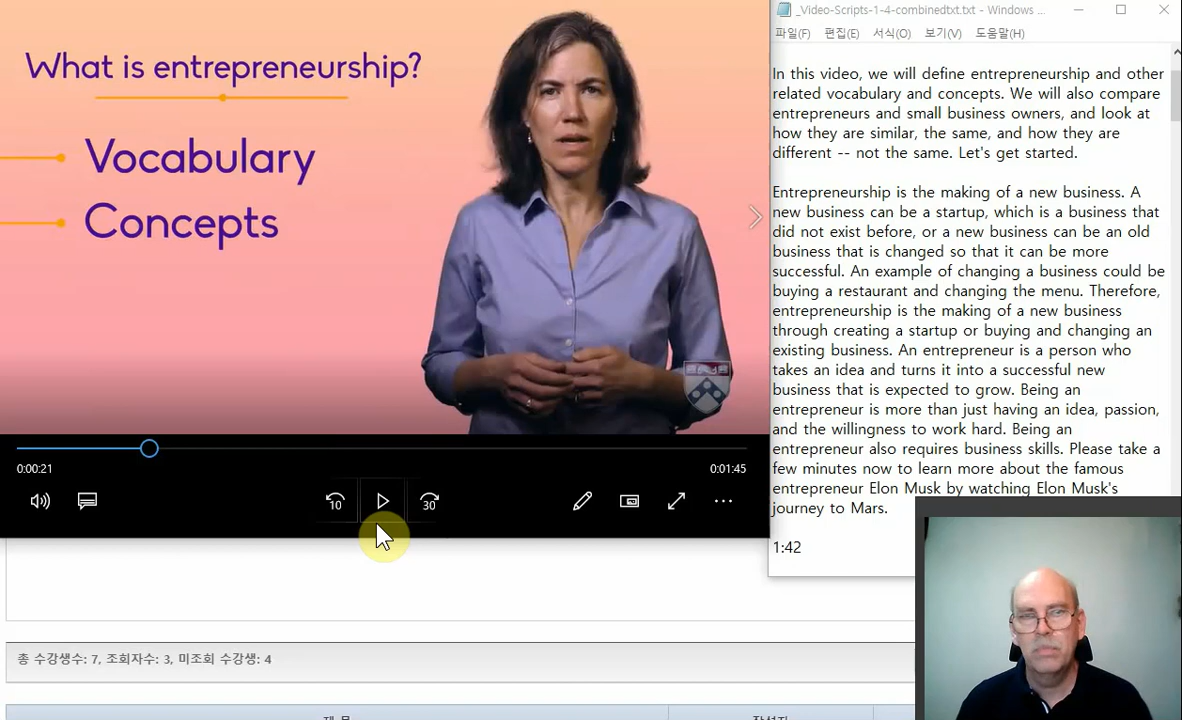 What is entrepreneurship?
Vocabulary
Concepts
0:00:21
0:01:45
10
30
_Video-Scripts-1-4-combinedtxt.txt - Windows ...
파일(F) 편집(E) 서식(O) 보기(V) 도움말(H)
In this video, we will define entrepreneurship and other
related vocabulary and concepts. We will also compare
entrepreneurs and small business owners, and look at
how they are similar, the same, and how they are
different -- not the same. Let's get started.
Entrepreneurship is the making of a new business. A
new business can be a startup, which is a business that
did not exist before, or a new business can be an old
business that is changed so that it can be more
successful. An example of changing a business could be
buying a restaurant and changing the menu. Therefore,
entrepreneurship is the making of a new business
through creating a startup or buying and changing an
existing business. An entrepreneur is a person who
takes an idea and turns it into a successful new
business that is expected to grow. Being an
entrepreneur is more than just having an idea, passion,
and the willingness to work hard. Being an
entrepreneur also requires business skills. Please take a
few minutes now to learn more about the famous
entrepreneur Elon Musk by watching Elon Musk's
journey to Mars.
1:42
총 수강생수: 7, 조회자수: 3, 미조회 수강생: 4